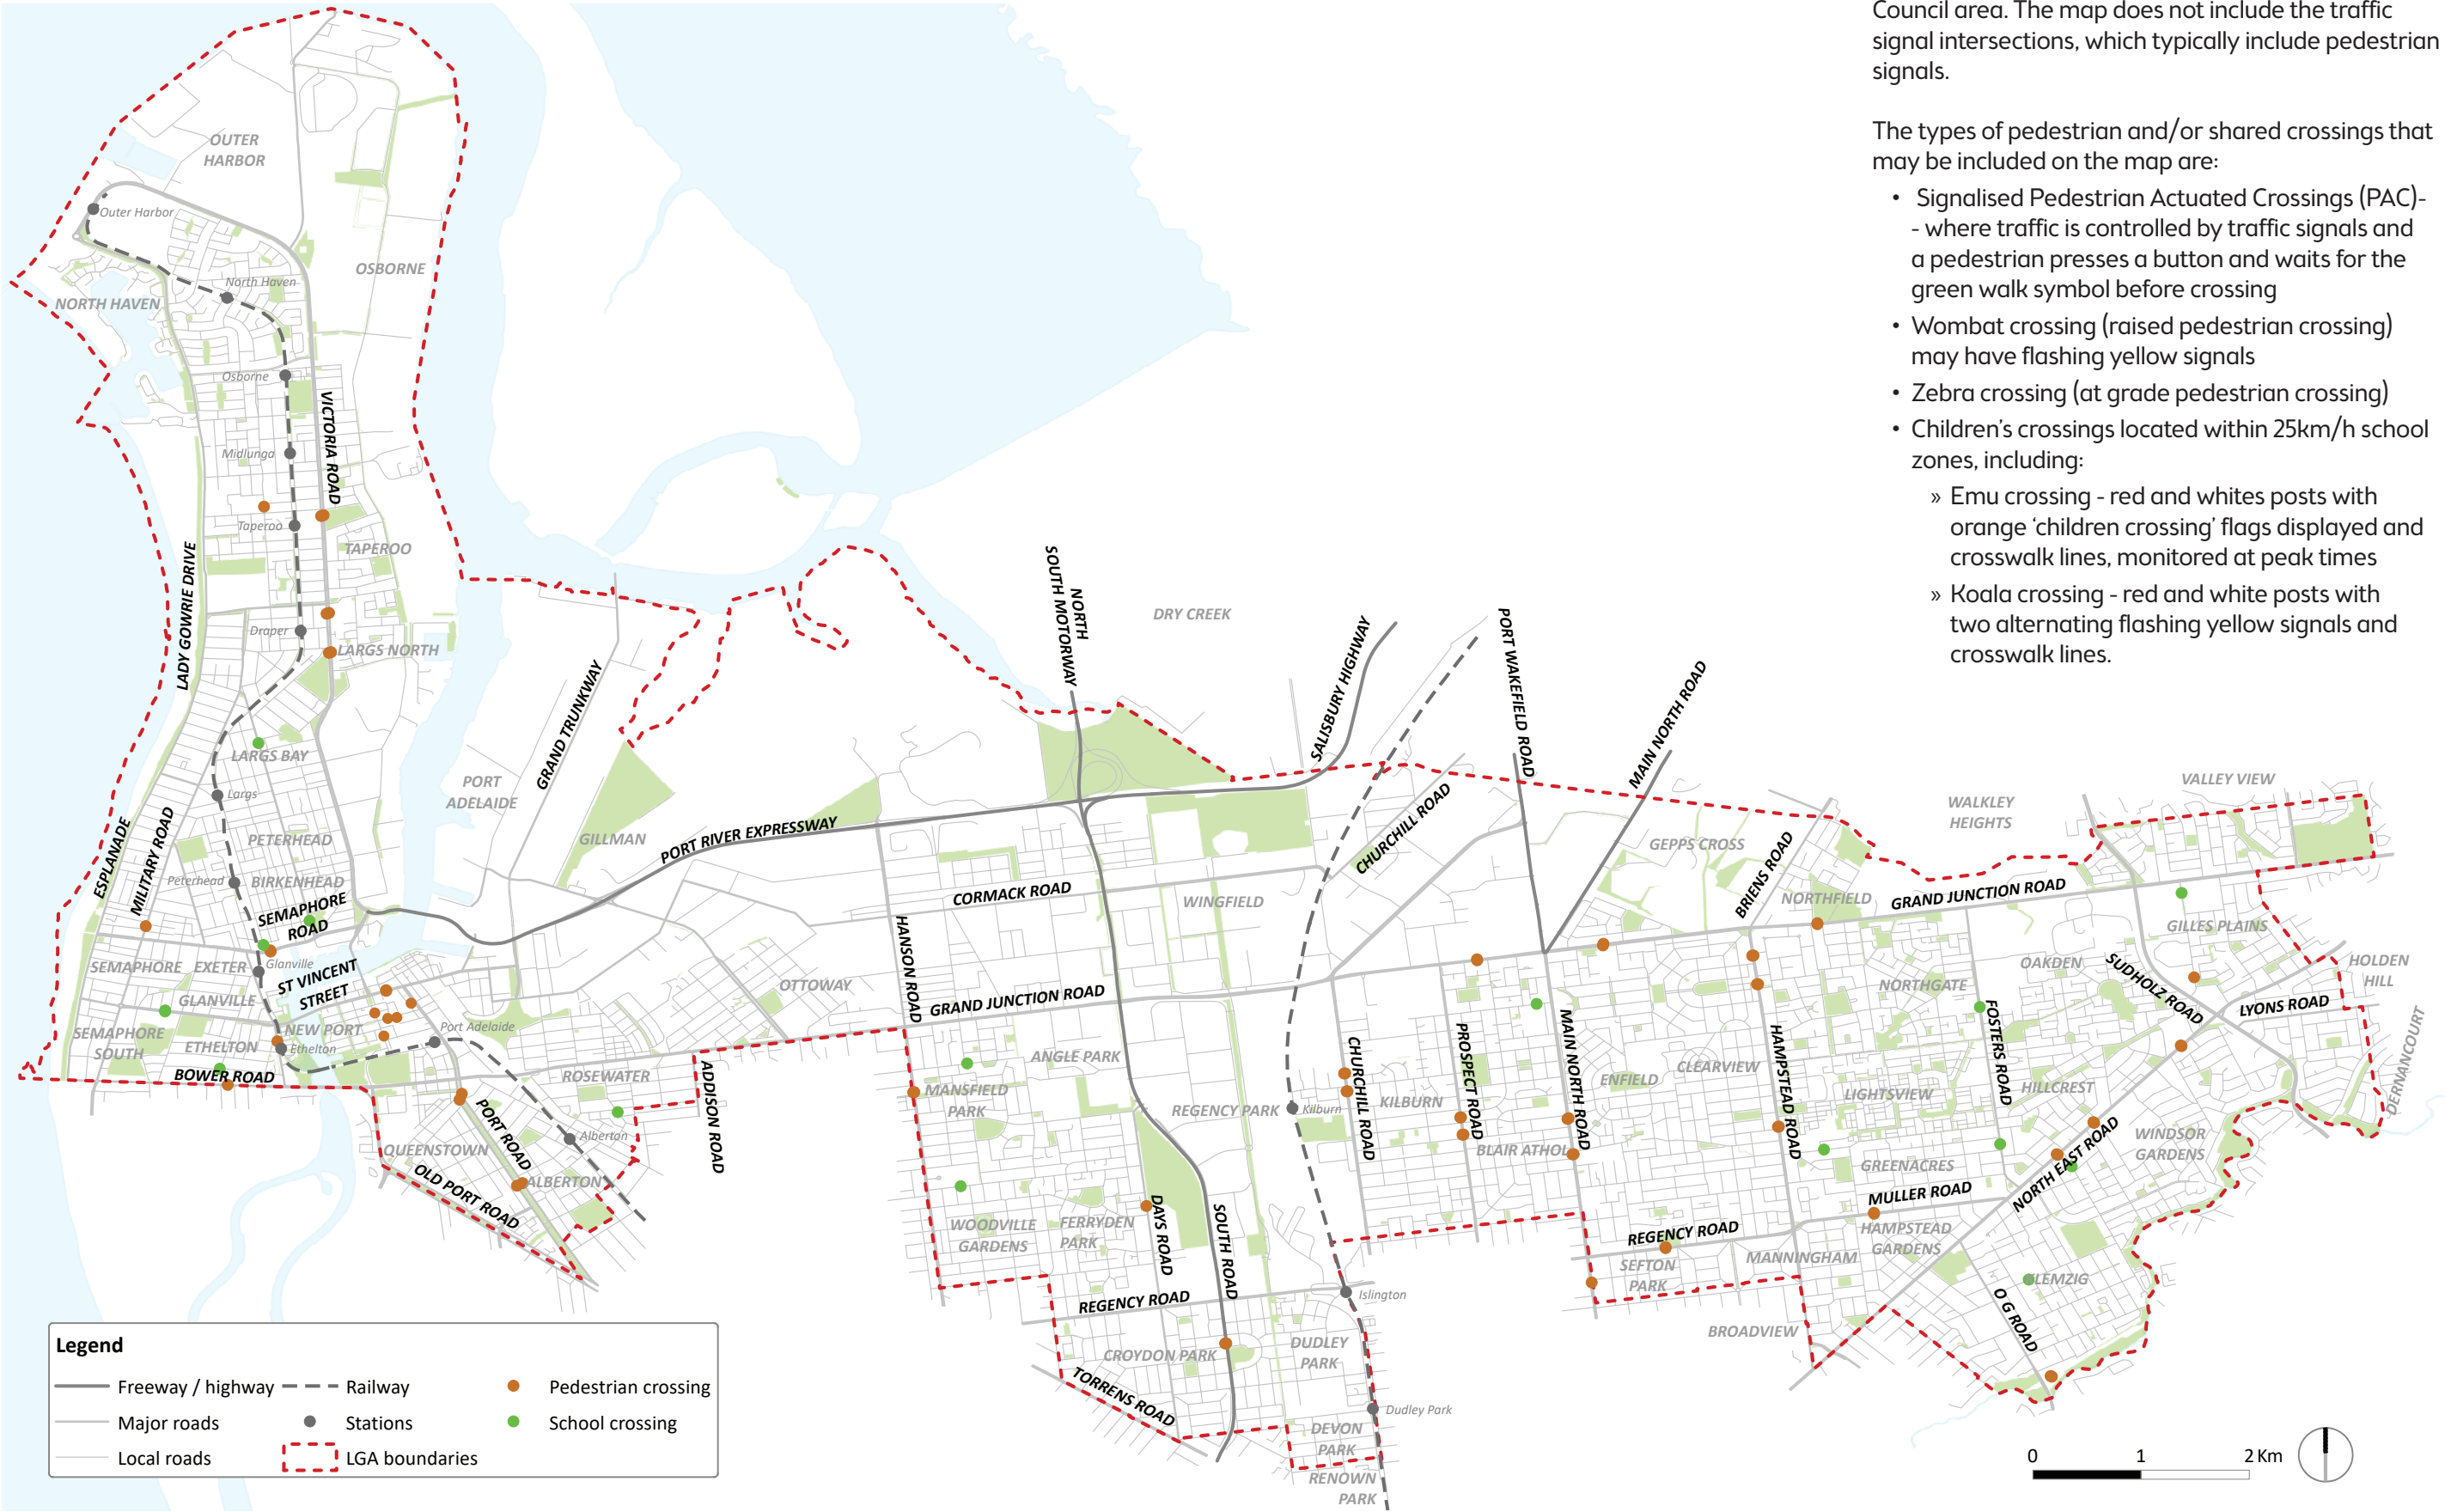 Council area. The map does not include the traffic
signal intersections, which typically include pedestrian
signals.
The types of pedestrian and/or shared crossings that
may be included on the map are:
• Signalised Pedestrian Actuated Crossings (PAC)-
- where traffic is controlled by traffic signals and
a pedestrian presses a button and waits for the
green walk symbol before crossing
• Wombat crossing (raised pedestrian crossing)
may have flashing yellow signals
• Zebra crossing (at grade pedestrian crossing)
• Children’s crossings located within 25km/h school
zones, including:
» Emu crossing - red and whites posts with
orange ‘children crossing’ flags displayed and
crosswalk lines, monitored at peak times
» Koala crossing - red and white posts with
two alternating flashing yellow signals and
crosswalk lines.
OUTER
HARBOR
Outer Harbor
OSBORNE
North Haven
NORTH HAVEN
Osborne
VICTORIA ROAD
Midlunga
Taperoo
TAPEROO
LADY GOWRIE DRIVE
Draper
LARGS NORTH
LARGS BAY
Largs
PORT
ADELAIDE
GRAND TRUNKWAY
GILLMAN
PORT RIVER EXPRESSWAY
ESPLANADE
MILITARY ROAD
PETERHEAD
Peterhead
BIRKENHEAD
SEMAPHORE
ROAD
SEMAPHORE
EXETER
Glanville
ST VINCENT
STREET
GLANVILLE
NEW PORT
Port Adelaide
SEMAPHORE
SOUTH
ETHELTON
Ethelton
BOWER ROAD
ROSEWATER
ADDISON ROAD
PORT ROAD
Alberton
QUEENSTOWN
ALBERTON
OLD PORT ROAD
OTTOWAY
NORTH
SOUTH MOTORWAY
DRY CREEK
SALISBURY HIGHWAY
PORT WAKEFIELD ROAD
MAIN NORTH ROAD
CHURCHILL ROAD
CORMACK ROAD
WINGFIELD
HANSON ROAD
GRAND JUNCTION ROAD
ANGLE PARK
MANSFIELD
PARK
REGENCY PARK
Kilburn
CHURCHILL ROAD
KILBURN
PROSPECT ROAD
BLAIR ATHOL
MAIN NORTH ROAD
WOODVILLE
GARDENS
FERRYDEN
PARK
DAYS ROAD
SOUTH ROAD
REGENCY ROAD
Islington
CROYDON PARK
DUDLEY
PARK
TORRENS ROAD
Dudley Park
DEVON
PARK
RENOWN
PARK
GEPPS CROSS
BRIENS ROAD
WALKLEY
HEIGHTS
VALLEY VIEW
NORTHFIELD
GRAND JUNCTION ROAD
GILLES PLAINS
HOLDEN
HILL
OAKDEN
SUDHOLZ ROAD
NORTHGATE
LYONS ROAD
FOSTERS ROAD
CLEARVIEW
HAMPSTEAD ROAD
ENFIELD
LIGHTSVIEW
HILLCREST
DERNANCOURT
WINDSOR
GARDENS
NORTH EAST ROAD
GREENACRES
MULLER ROAD
HAMPSTEAD
GARDENS
REGENCY ROAD
SEFTON
PARK
MANNINGHAM
BROADVIEW
KLEMZIG
O G ROAD
Legend
Freeway / highway
Railway
Pedestrian crossing
Major roads
Stations
School crossing
Local roads
LGA boundaries
0 1 2 Km